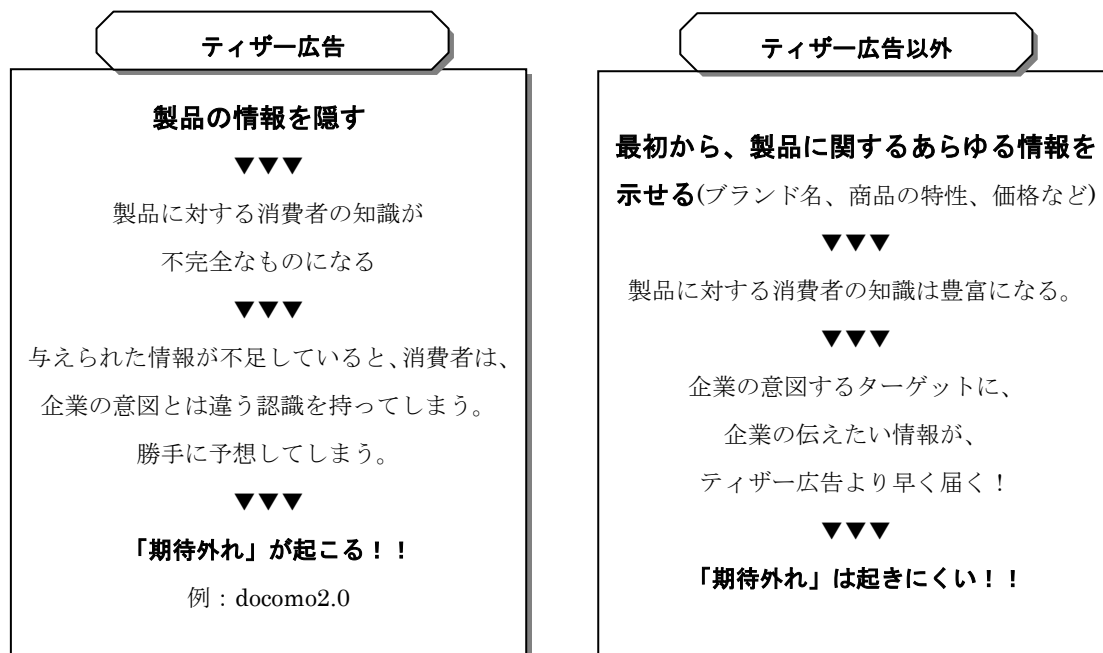 ティザー広告
製品の情報を隠す
▼▼▼
製品に対する消費者の知識が
不完全なものになる
▼▼▼
与えられた情報が不足していると、消費者は、
企業の意図とは違う認識を持ってしまう。
勝手に予想してしまう。
▼▼▼
「期待外れ」が起こる！！
例：docomo2.0
ティザー広告以外
最初から、製品に関するあらゆる情報を
示せる(ブランド名、商品の特性、価格など)
▼▼▼
製品に対する消費者の知識は豊富になる。
▼▼▼
企業の意図するターゲットに、
企業の伝えたい情報が、
ティザー広告より早く届く！
▼▼▼
「期待外れ」は起きにくい！！